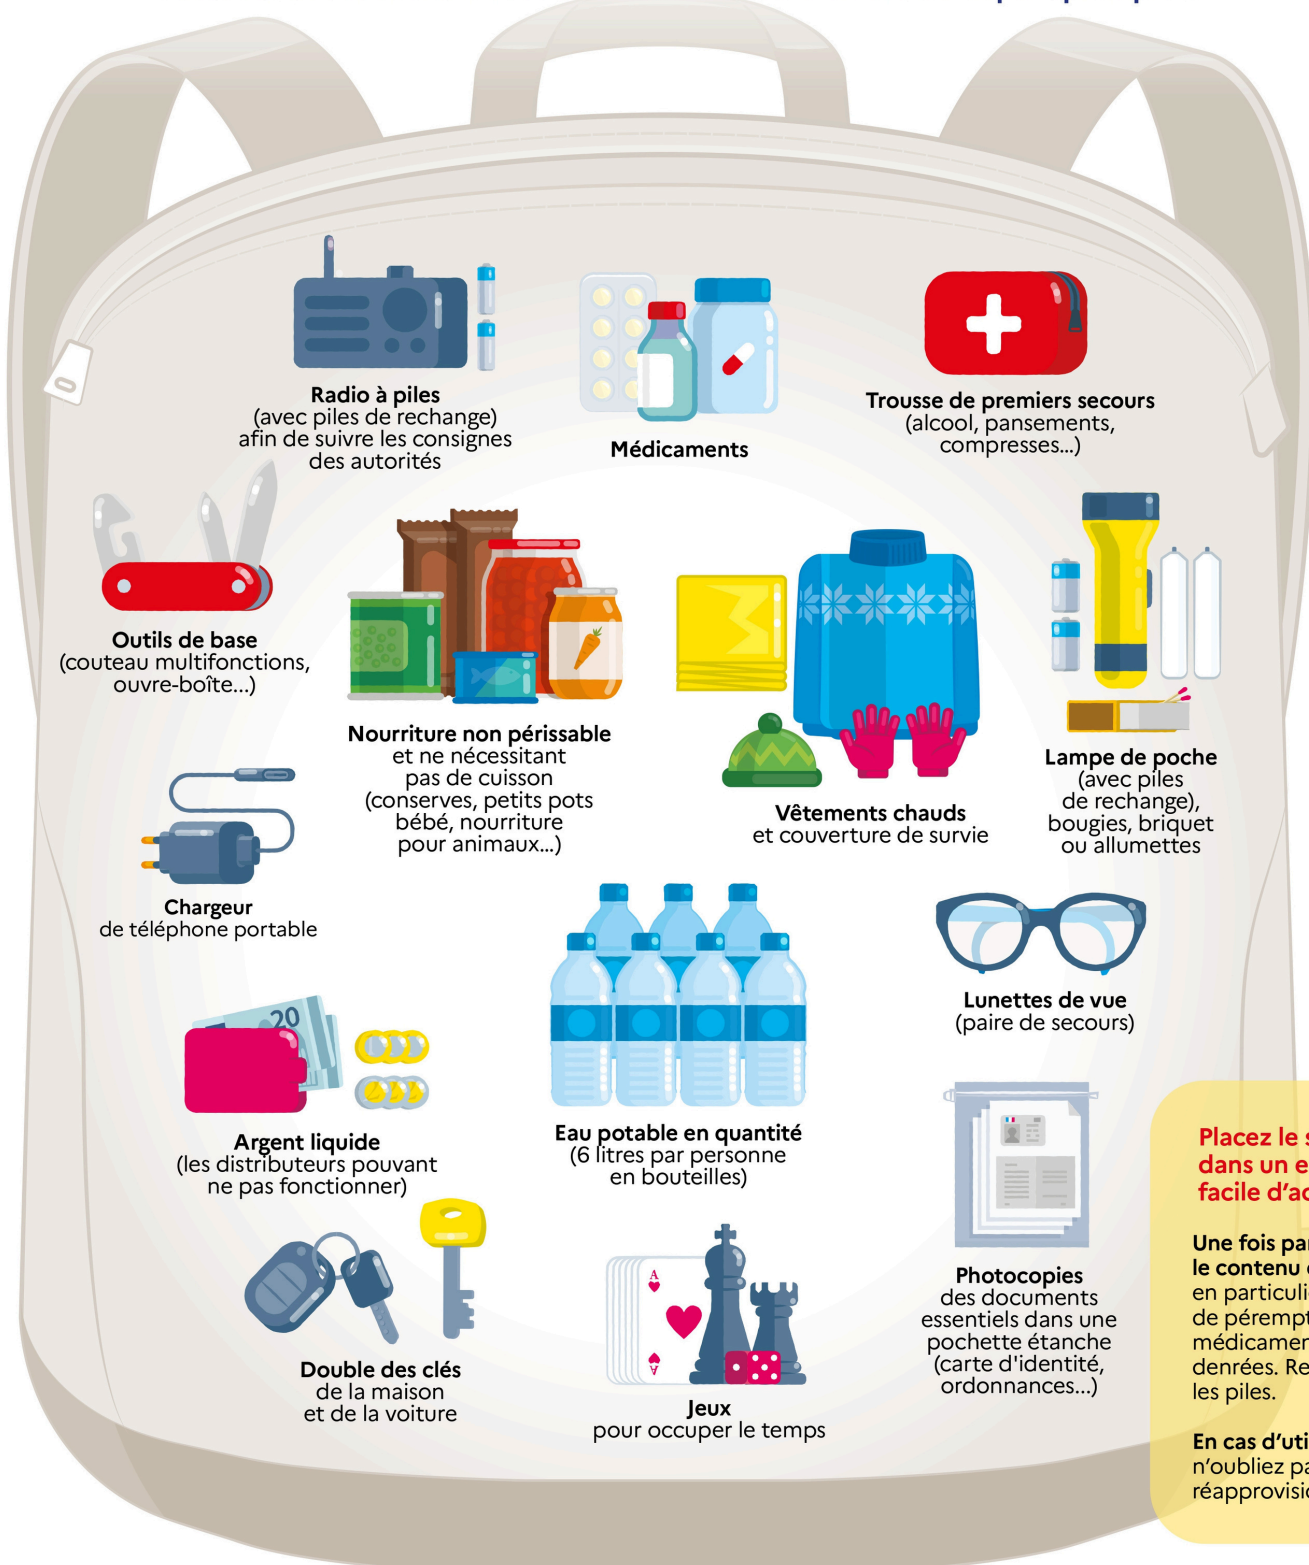 Radio à piles
(avec piles de rechange)
afin de suivre les consignes
des autorités
Médicaments
Trousse de premiers secours
(alcool, pansements,
compresses...)
Outils de base
(couteau multifonctions,
ouvre-boîte...)
Nourriture non périssable
et ne nécessitant
pas de cuisson
(conserves, petits pots
bébé, nourriture
pour animaux...)
Vêtements chauds
et couverture de survie
Lampe de poche
(avec piles
de rechange),
bougies, briquet
ou allumettes
Chargeur
de téléphone portable
Lunettes de vue
(paire de secours)
20
Argent liquide
(les distributeurs pouvant
ne pas fonctionner)
Eau potable en quantité
(6 litres par personne
en bouteilles)
Photocopies
des documents
essentiels dans une
pochette étanche
(carte d'identité,
ordonnances...)
Double des clés
de la maison
et de la voiture
A
Jeux
pour occuper le temps
Placez le s
dans un e
facile d'a
Une fois pa
le contenu
en particuli
de pérempt
médicamen
denrées. Re
les piles.
En cas d'uti
n'oubliez pa
réapprovisi